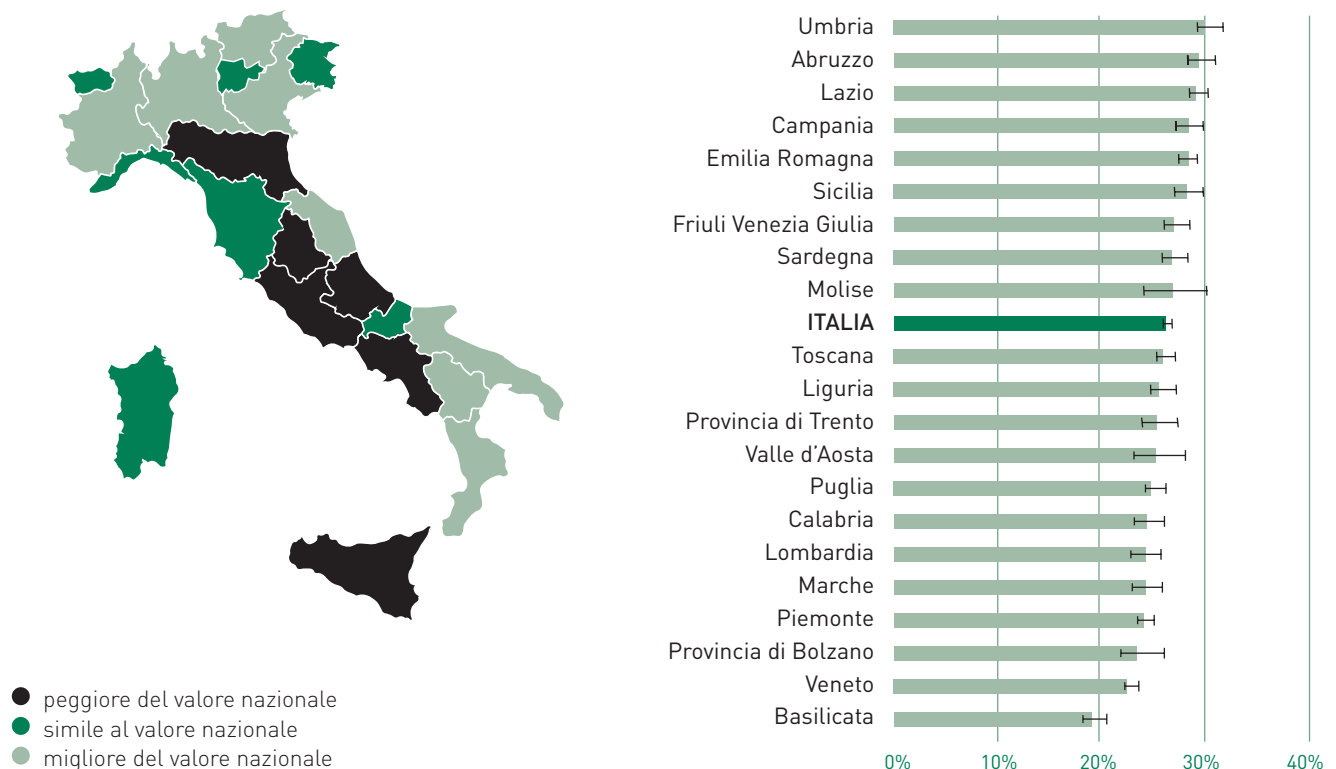 Umbria
Abruzzo
Lazio
Campania
Emilia Romagna
Sicilia
Friuli Venezia Giulia
Sardegna
Molise
ITALIA
Toscana
Liguria
Provincia di Trento
Valle d’Aosta
Puglia
Calabria
Lombardia
Marche
Piemonte
Provincia di Bolzano
Veneto
Basilicata
0% 10% 20% 30% 40%
peggiore del valore nazionale
simile al valore nazionale
migliore del valore nazionale